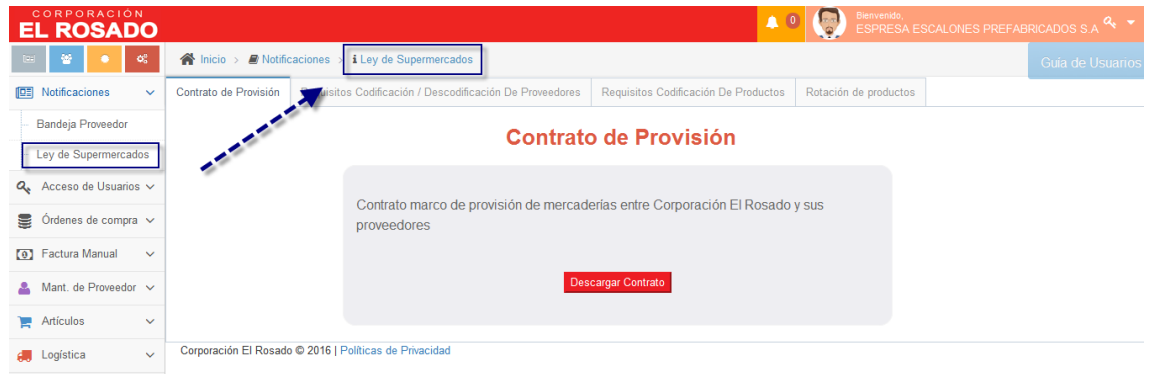 CORPORACIÓN
EL ROSADO
0
Bienvenido,
ESPRESA ESCALONES PREFABRICADOS S.A
Inicio > Notificaciones > Ley de Supermercados
Guía de Usuarios
Notificaciones
Bandeja Proveedor
Ley de Supermercados
Acceso de Usuarios
Órdenes de compra
Factura Manual
Mant. de Proveedor
Artículos
Logística
Contrato de Provisión
Requisitos Codificación / Descodificación De Proveedores
Requisitos Codificación De Productos
Rotación de productos
Contrato de Provisión
Contrato marco de provisión de mercaderías entre Corporación El Rosado y sus
proveedores
Descargar Contrato
Corporación El Rosado © 2016 | Políticas de Privacidad